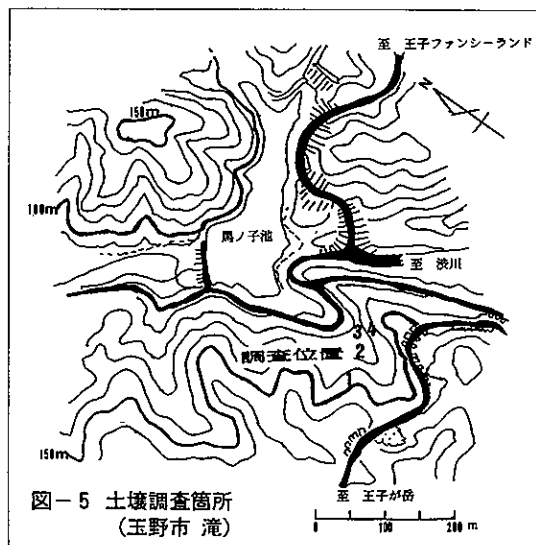 至 王子ファンシーランド
N
150m
100m
馬ノ子池
至 渋川
3 4
調査位置 2
150m
図-5 土壌調査箇所
(玉野市 滝)
至 王子が岳
0 100 200 m